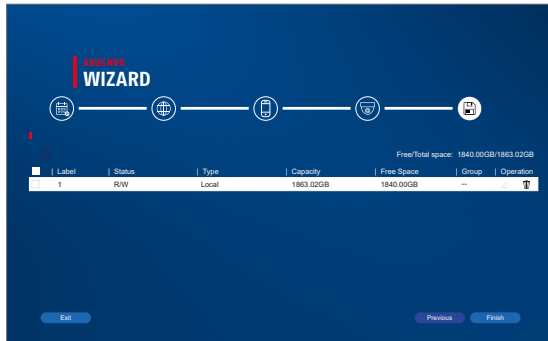 ABUS NVR
WIZARD
Free/Total space: 1840.00GB/1863.02GB
| Label | Status | Type | Capacity | Free Space | Group | Operation
1 R/W Local 1863.02GB 1840.00GB --
Exit Previous Finish